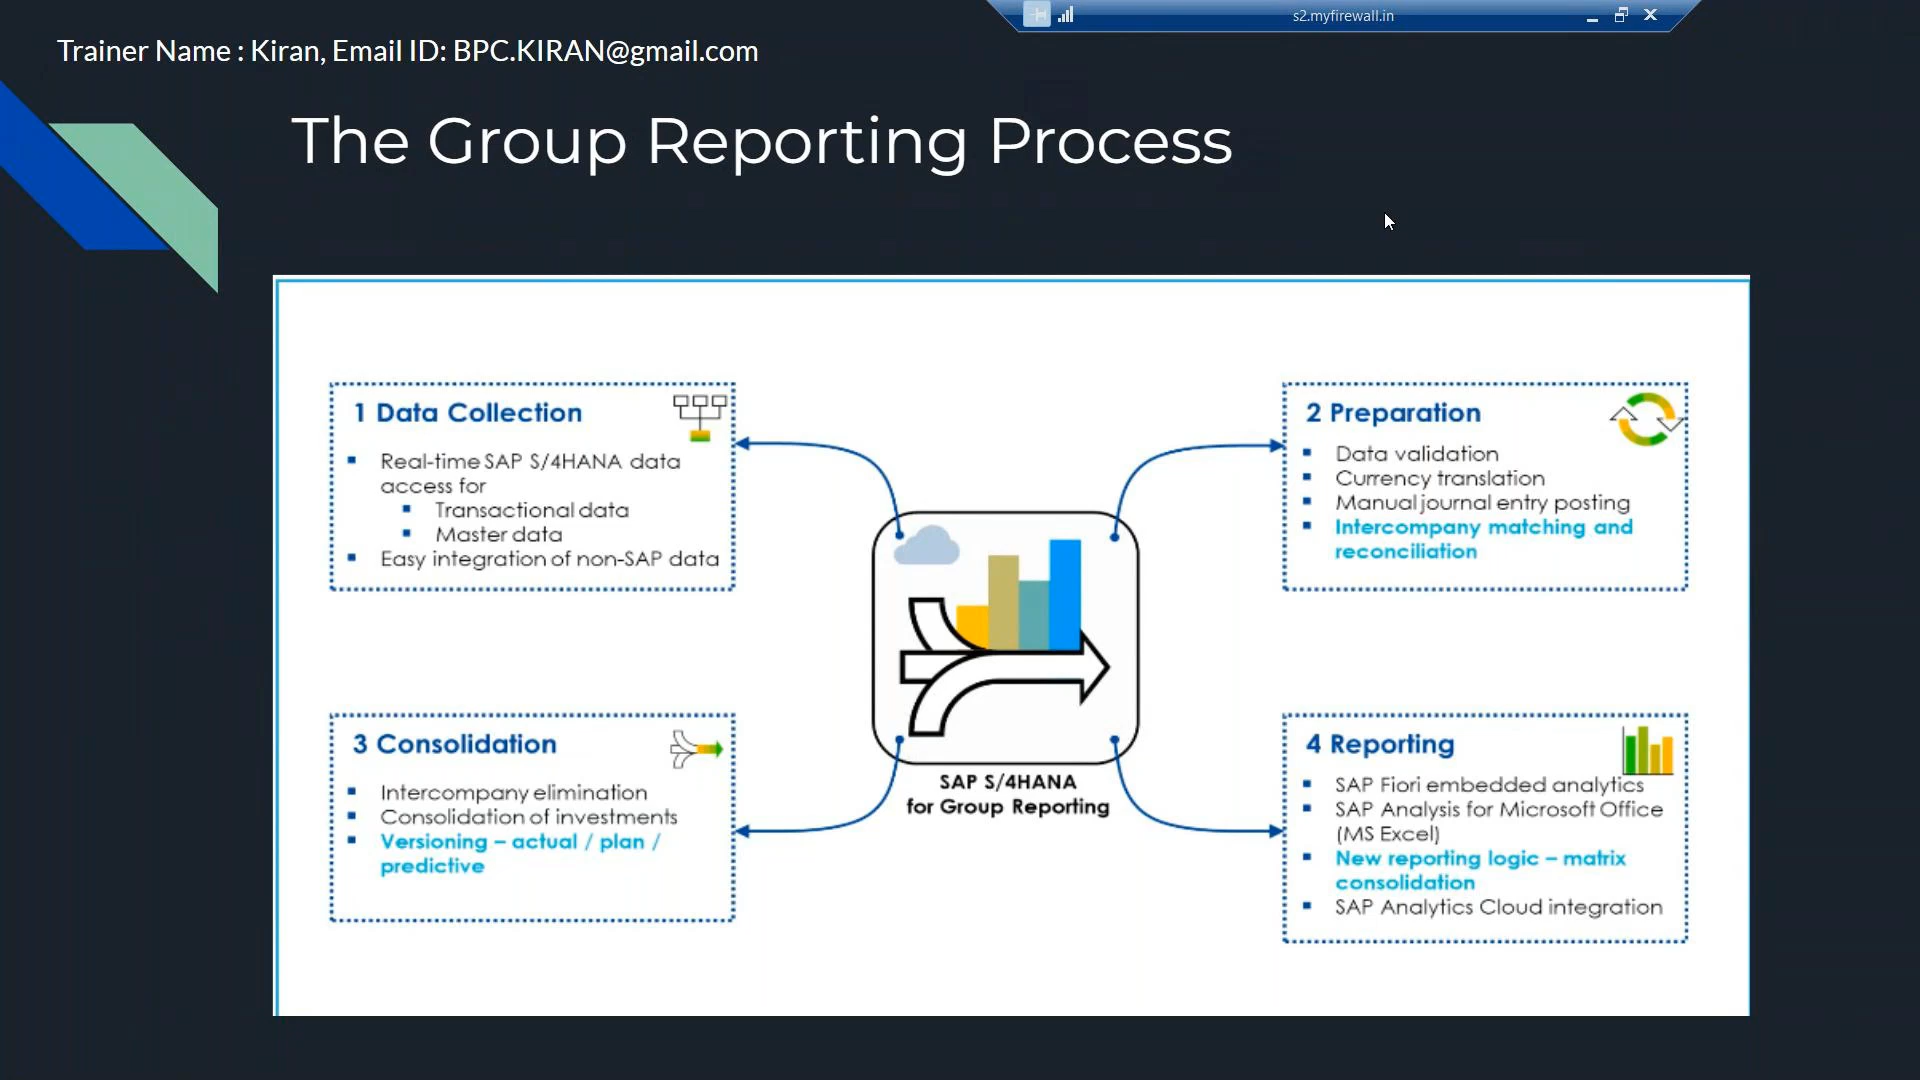 s2.myfirewall.in
Trainer Name : Kiran, Email ID: BPC.KIRAN@gmail.com
The Group Reporting Process
1 Data Collection
Real-time SAP S/4HANA data
access for
Transactional data
Master data
Easy integration of non-SAP data
2 Preparation
Data validation
Currency translation
Manual journal entry posting
Intercompany matching and
reconciliation
SAP S/4HANA
for Group Reporting
3 Consolidation
Intercompany elimination
Consolidation of investments
Versioning – actual / plan /
predictive
4 Reporting
SAP Fiori embedded analytics
SAP Analysis for Microsoft Office
(MS Excel)
New reporting logic – matrix
consolidation
SAP Analytics Cloud integration